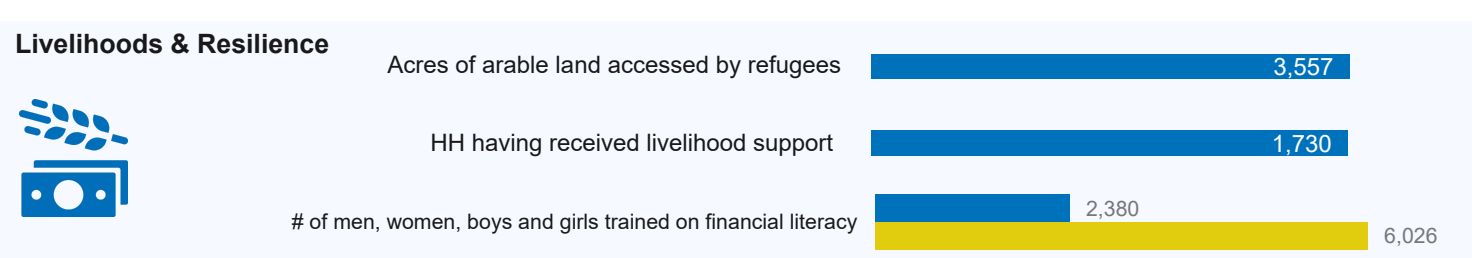 Livelihoods & Resilience
Acres of arable land accessed by refugees
3,557
HH having received livelihood support
1,730
# of men, women, boys and girls trained on financial literacy
2,380
6,026